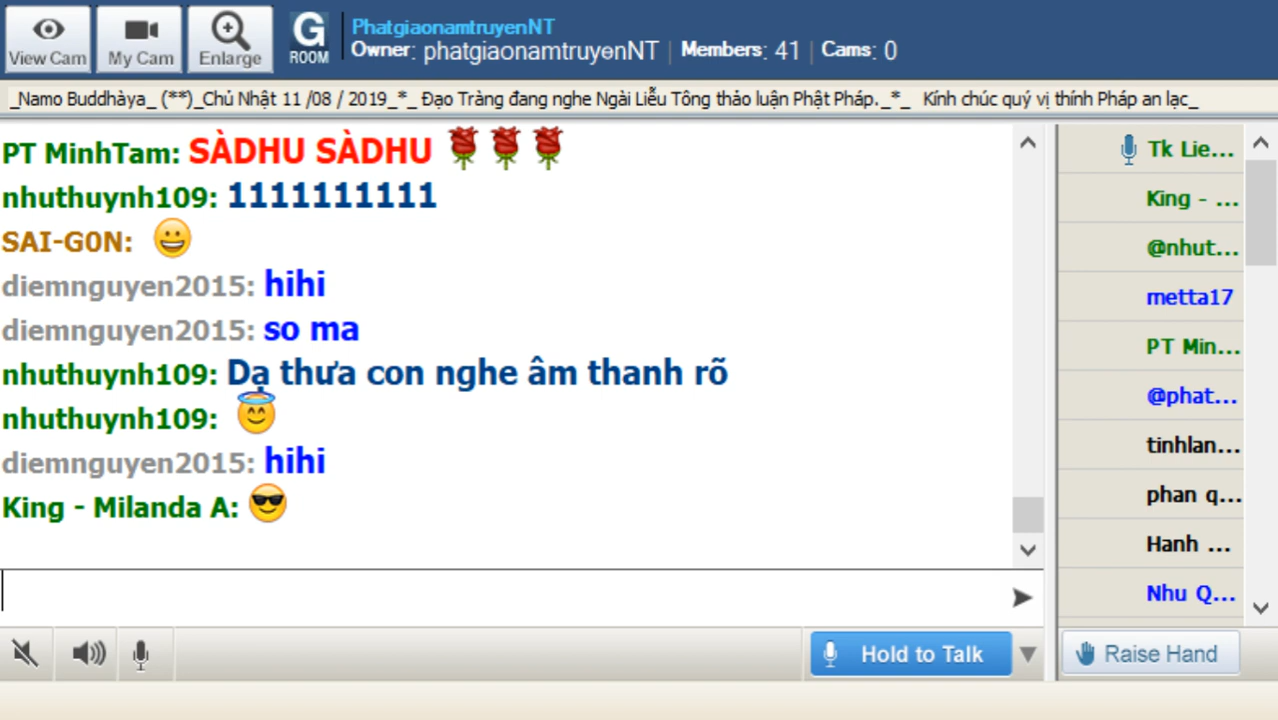 View Cam
My Cam
Enlarge
G
ROOM
PhatgiaonamtruyenNT
Owner: phatgiaonamtruyenNT | Members: 41 | Cams: 0
_Namo Buddhàya_ (**)_Chủ Nhật 11 /08 / 2019_*_ Đạo Tràng đang nghe Ngài Liễu Tông thảo luận Phật Pháp._*_ Kính chúc quý vị thính Pháp an lạc_
PT MinhTam: SÀDHU SÀDHU
nhuthuynh109: 1111111111
SAI-G0N:
diemnguyen2015: hihi
diemnguyen2015: so ma
nhuthuynh109: Dạ thưa con nghe âm thanh rõ
nhuthuynh109:
diemnguyen2015: hihi
King - Milanda A:
Tk Lie...
King - ...
@nhut...
metta17
PT Min...
@phat...
tinhlan...
phan q...
Hanh ...
Nhu Q...
Hold to Talk
Raise Hand